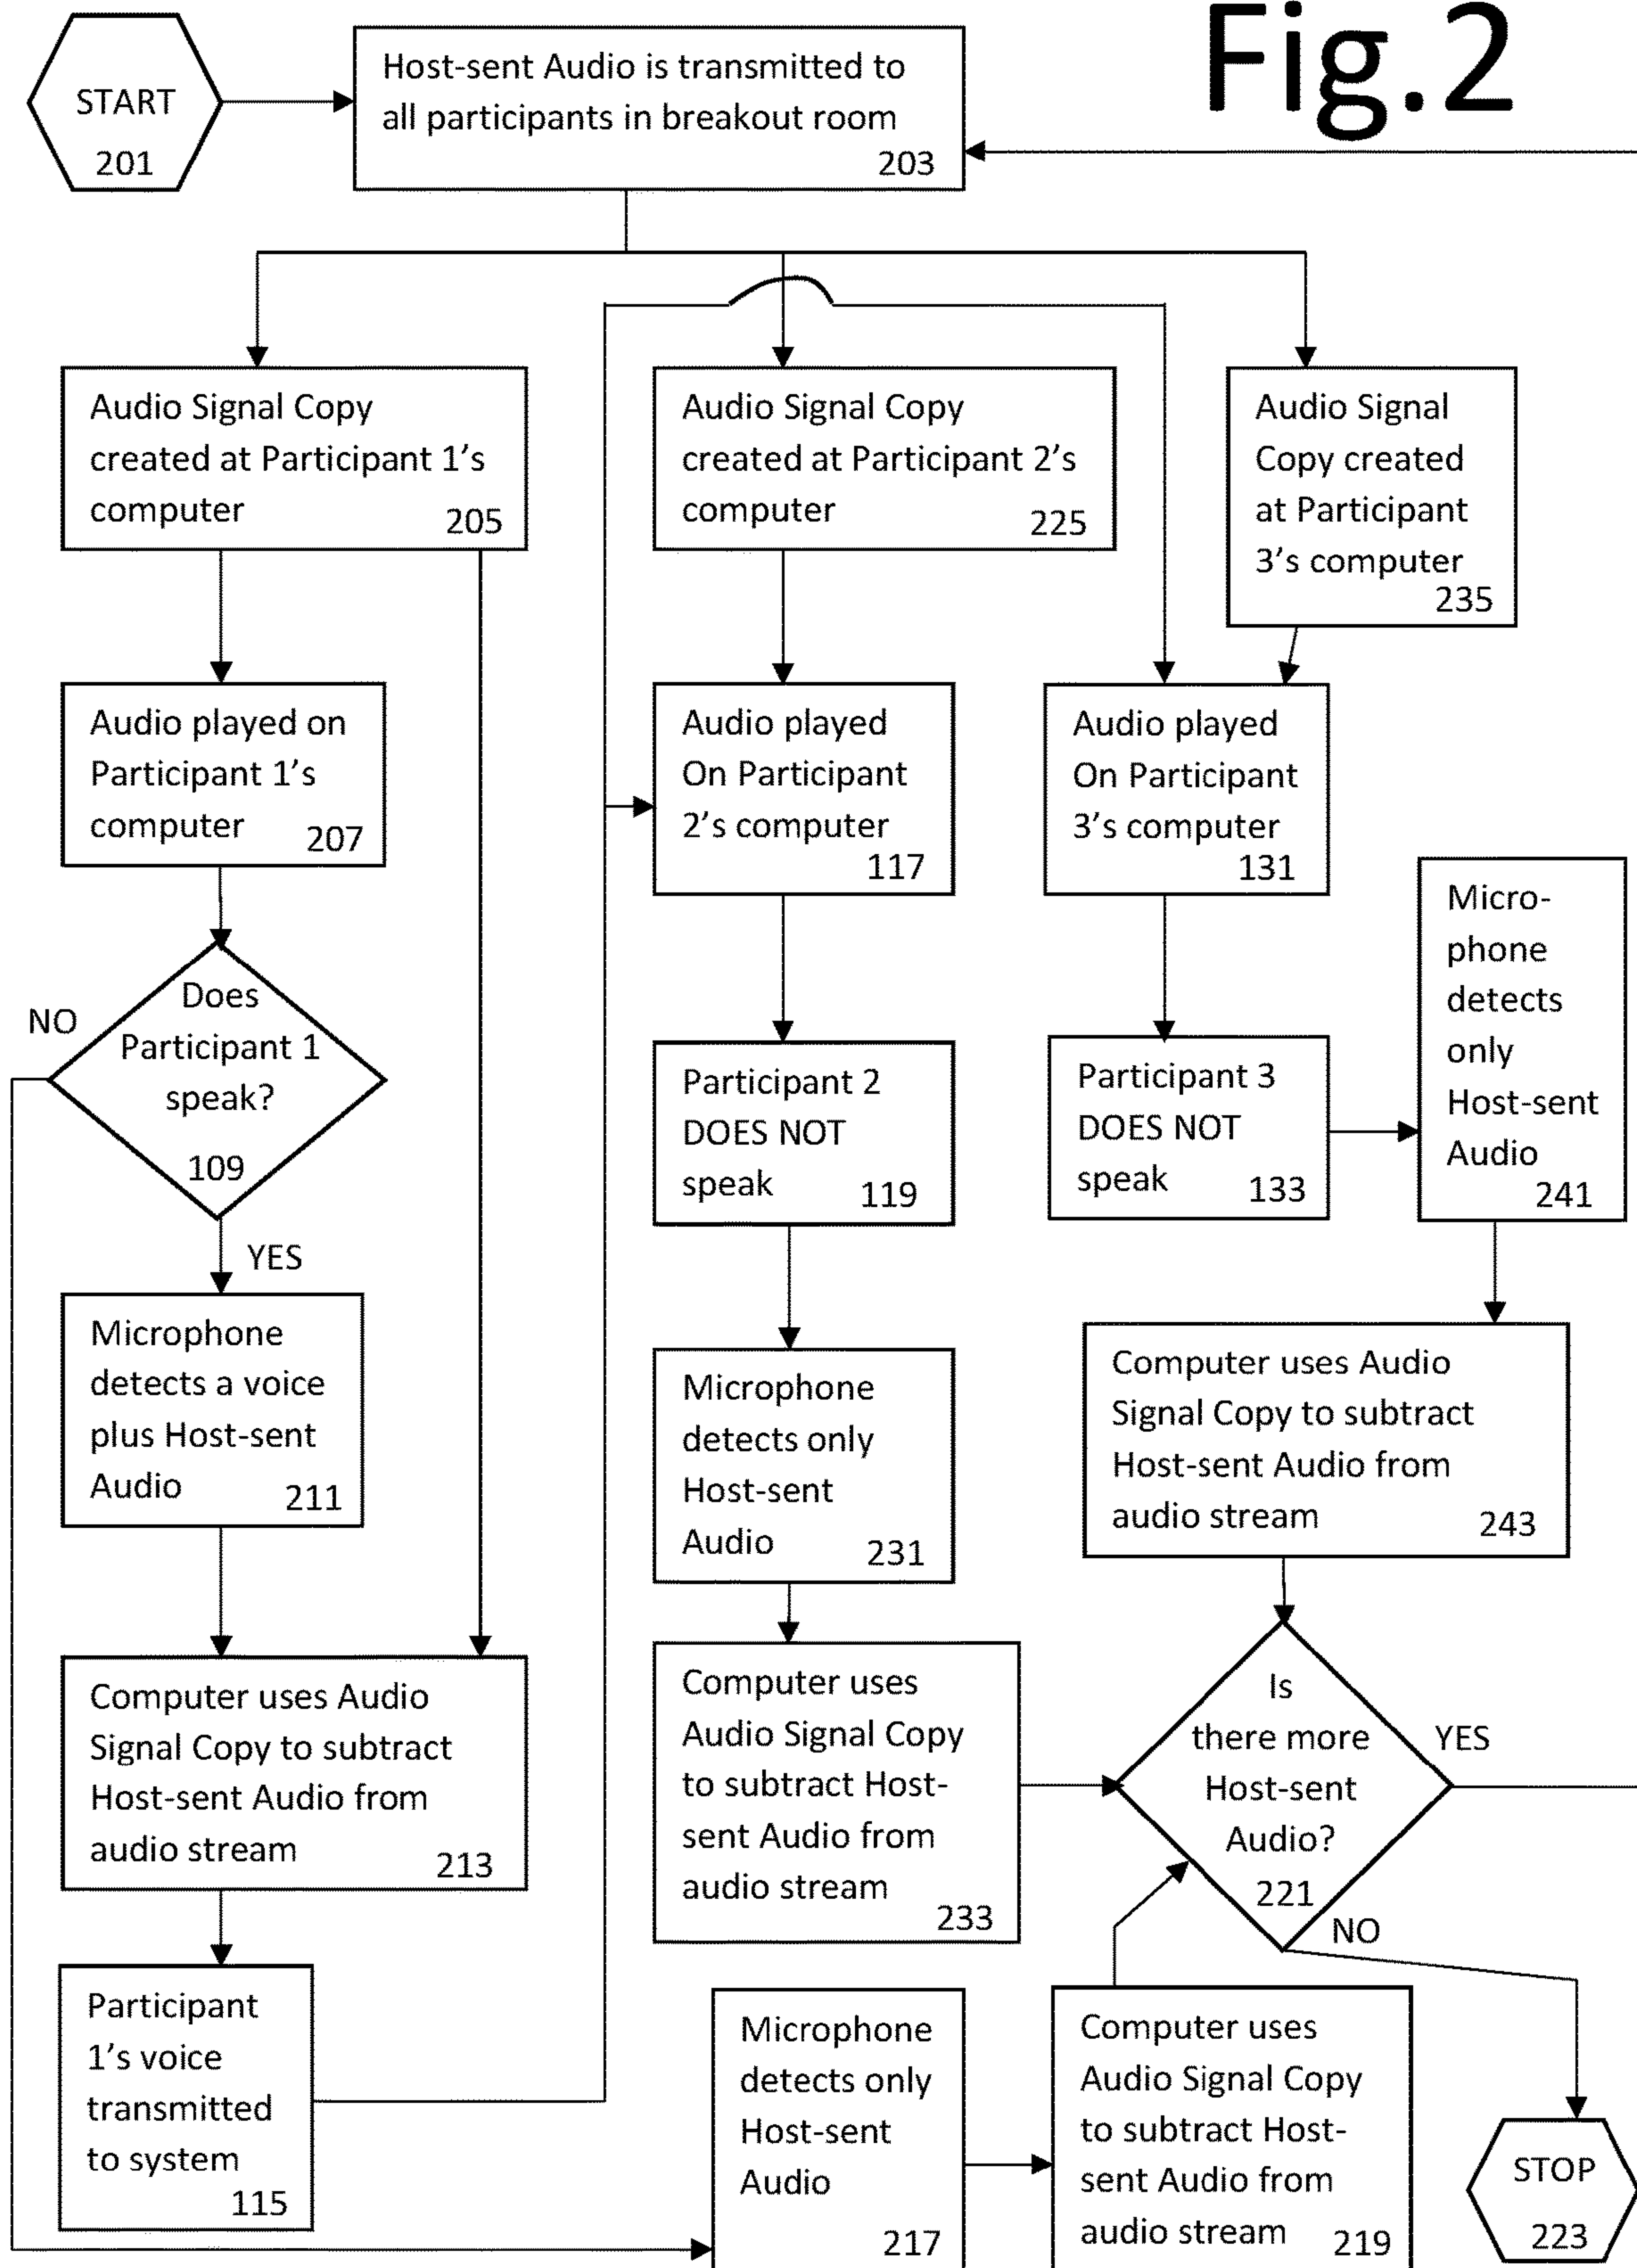 Fig.2
START
201
Host-sent Audio is transmitted to
all participants in breakout room
203
Audio Signal Copy
created at Participant 1’s
computer
205
Audio Signal Copy
created at Participant 2’s
computer
225
Audio Signal
Copy created
at Participant
3’s computer
235
Audio played on
Participant 1’s
computer
207
Audio played
On Participant
2’s computer
117
Audio played
On Participant
3’s computer
131
Micro-
phone
detects
only
Host-sent
Audio
241
NO
Does
Participant 1
speak?
109
YES
Participant 2
DOES NOT
speak
119
Participant 3
DOES NOT
speak
133
Microphone
detects a voice
plus Host-sent
Audio
211
Microphone
detects only
Host-sent
Audio
231
Computer uses Audio
Signal Copy to subtract
Host-sent Audio from
audio stream
243
Computer uses Audio
Signal Copy to subtract
Host-sent Audio from
audio stream
213
Computer uses
Audio Signal Copy
to subtract Host-
sent Audio from
audio stream
233
Is
there more
Host-sent
Audio?
221
YES
NO
Participant
1’s voice
transmitted
to system
115
Microphone
detects only
Host-sent
Audio
217
Computer uses
Audio Signal Copy
to subtract Host-
sent Audio from
audio stream
219
STOP
223